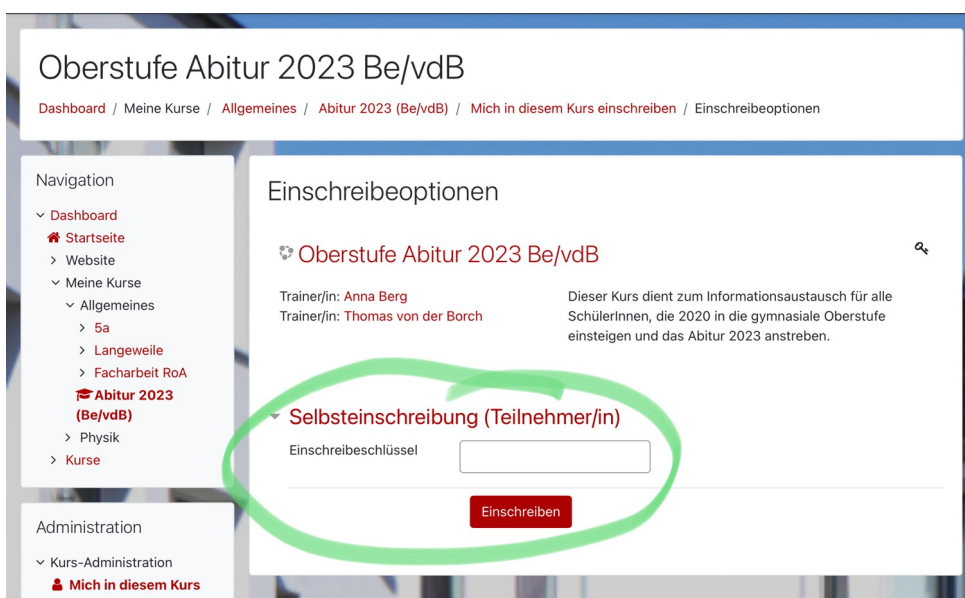 Oberstufe Abitur 2023 Be/vdB
Dashboard / Meine Kurse / Allgemeines / Abitur 2023 (Be/vdB) / Mich in diesem Kurs einschreiben / Einschreibeoptionen
Navigation
Dashboard
Startseite
Website
Meine Kurse
Allgemeines
5a
Langeweile
Facharbeit RoA
Abitur 2023
(Be/vdB)
Physik
Kurse
Administration
Kurs-Administration
Mich in diesem Kurs
Einschreibeoptionen
Oberstufe Abitur 2023 Be/vdB
Trainer/in: Anna Berg
Trainer/in: Thomas von der Borch
Dieser Kurs dient zum Informationsaustausch für alle
SchülerInnen, die 2020 in die gymnasiale Oberstufe
einsteigen und das Abitur 2023 anstreben.
Selbsteinschreibung (Teilnehmer/in)
Einschreibeschlüssel
Einschreiben